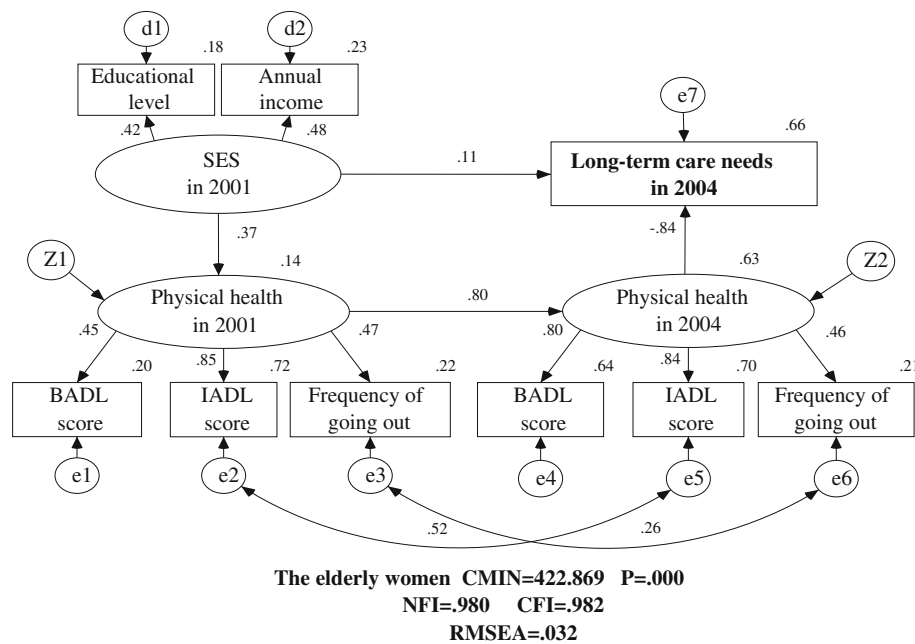 d1
d2
.18
.23
Educational
level
Annual
income
e7
.42
.48
.66
SES
in 2001
.11
Long-term care needs
in 2004
.37
-.84
Z1
.14
.63
Z2
Physical health
in 2001
.80
Physical health
in 2004
.45
.47
.80
.46
.20
.85
.72
.22
.64
.84
.70
.21
BADL
score
IADL
score
Frequency of
going out
BADL
score
IADL
score
Frequency of
going out
e1
e2
e3
e4
e5
e6
.52
.26
The elderly women CMIN=422.869 P=.000
NFI=.980 CFI=.982
RMSEA=.032